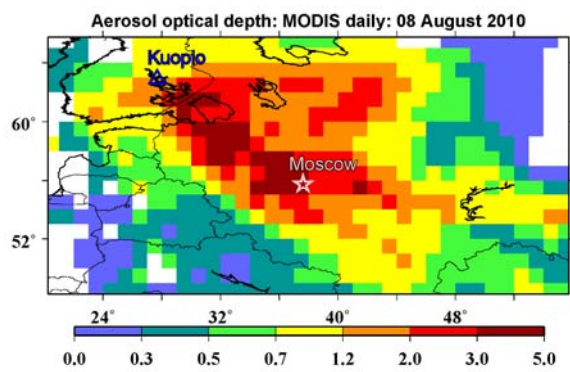 Aerosol optical depth: MODIS daily: 08 August 2010
Kuopio
60°
Moscow
52°
24° 32° 40° 48°
0.0 0.3 0.5 0.7 1.2 2.0 3.0 5.0